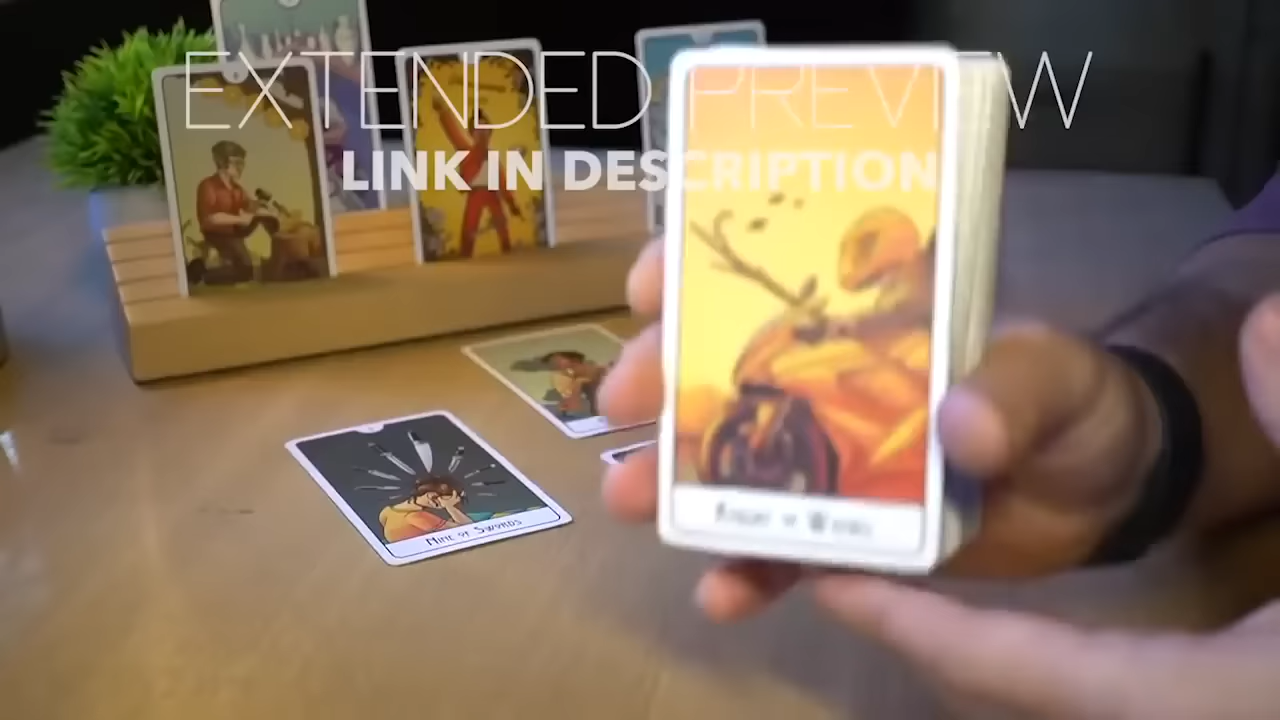 EXTENDED PREVIEW
LINK IN DESCRIPTION
Nine of Swords
Knight of Wands